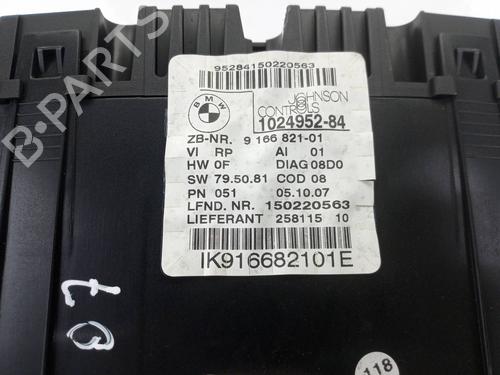 95284150220563
BMW
JOHNSON
CONTROLS
1024952-84
ZB-NR. 9 166 821-01
VI RP AI 01
HW 0F DIAG 08D0
SW 79.50.81 COD 08
PN 051 05.10.07
LFND. NR. 150220563
LIEFERANT 258115 10
IK916682101E
07
118
B-PARTS